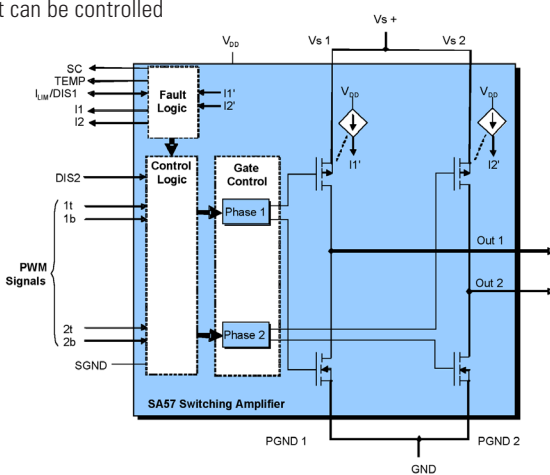 t can be controlled
Vs +
VDD
Vs 1
Vs 2
SC
TEMP
ILIM/DIS1
I1
I2
Fault
Logic
I1'
I2'
VDD
VDD
I1'
I2'
DIS2
Control
Logic
Gate
Control
1t
1b
Phase 1
PWM
Signals
Out 1
Out 2
2t
2b
Phase 2
SGND
SA57 Switching Amplifier
PGND 1
PGND 2
GND